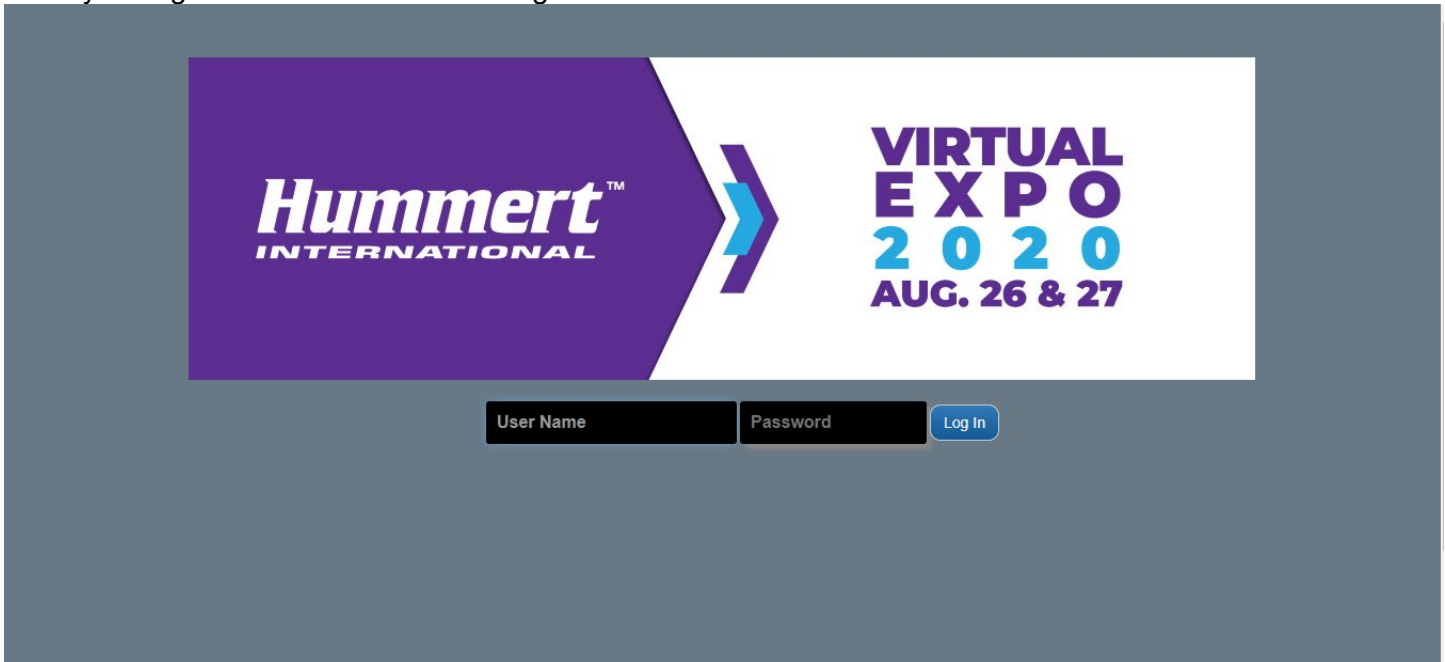 Hummert™
INTERNATIONAL
VIRTUAL
EXPO
2020
AUG. 26 & 27
User Name
Password
Log In